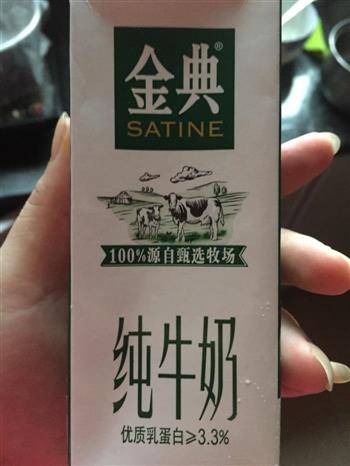 金典®
SATINE
100%源自甄选牧场
纯牛奶
优质乳蛋白≥3.3%